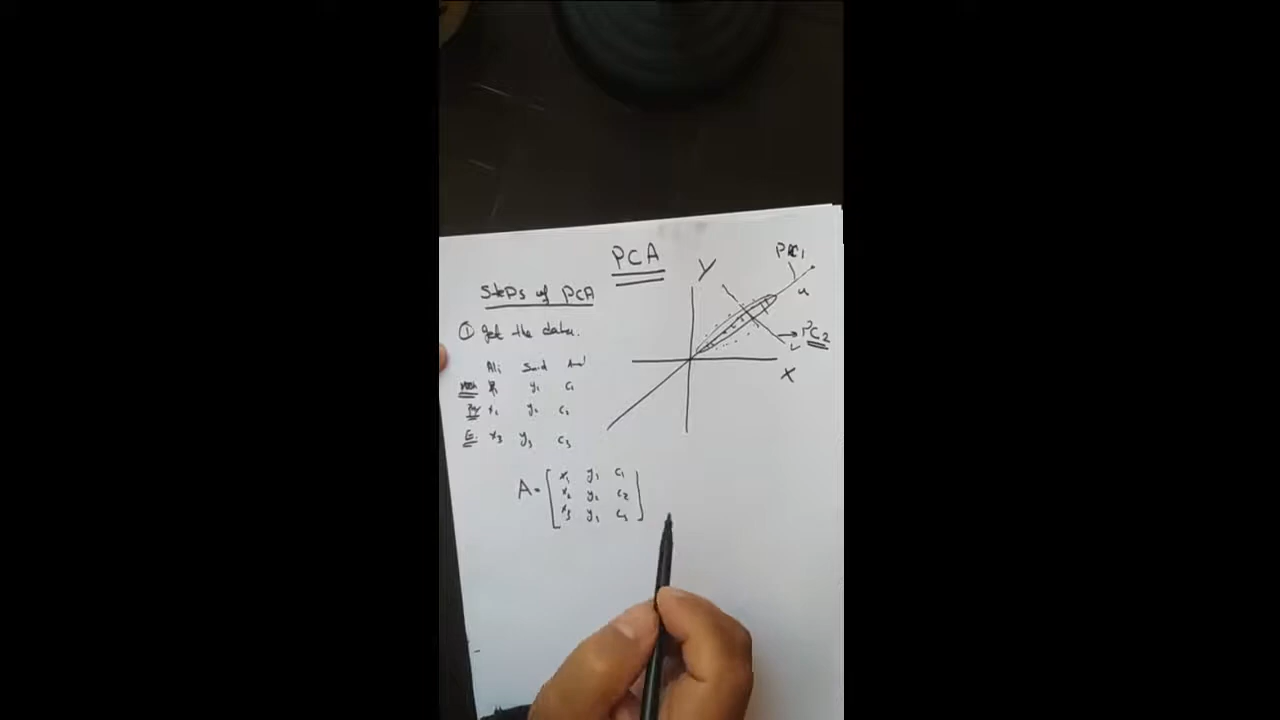 PCA
Steps of PCA
① get the data.
Ali Said
x₁ y₁ c₁
x₂ y₂ c₂
E. x₃ y₃ c₃
A = [ x₁ y₁ c₁
x₂ y₂ c₂
x₃ y₃ c₃ ]
Y
PC₁
u
PC₂
X